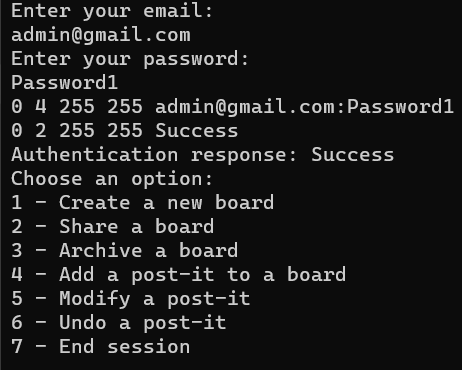 Enter your email:
admin@gmail.com
Enter your password:
Password1
0 4 255 255 admin@gmail.com:Password1
0 2 255 255 Success
Authentication response: Success
Choose an option:
1 - Create a new board
2 - Share a board
3 - Archive a board
4 - Add a post-it to a board
5 - Modify a post-it
6 - Undo a post-it
7 - End session